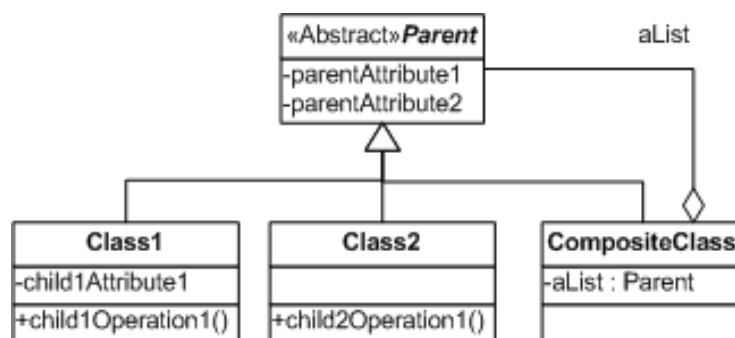 «Abstract»Parent
aList
-parentAttribute1
-parentAttribute2
Class1
-child1Attribute1
+child1Operation1()
Class2
+child2Operation1()
CompositeClass
-aList : Parent